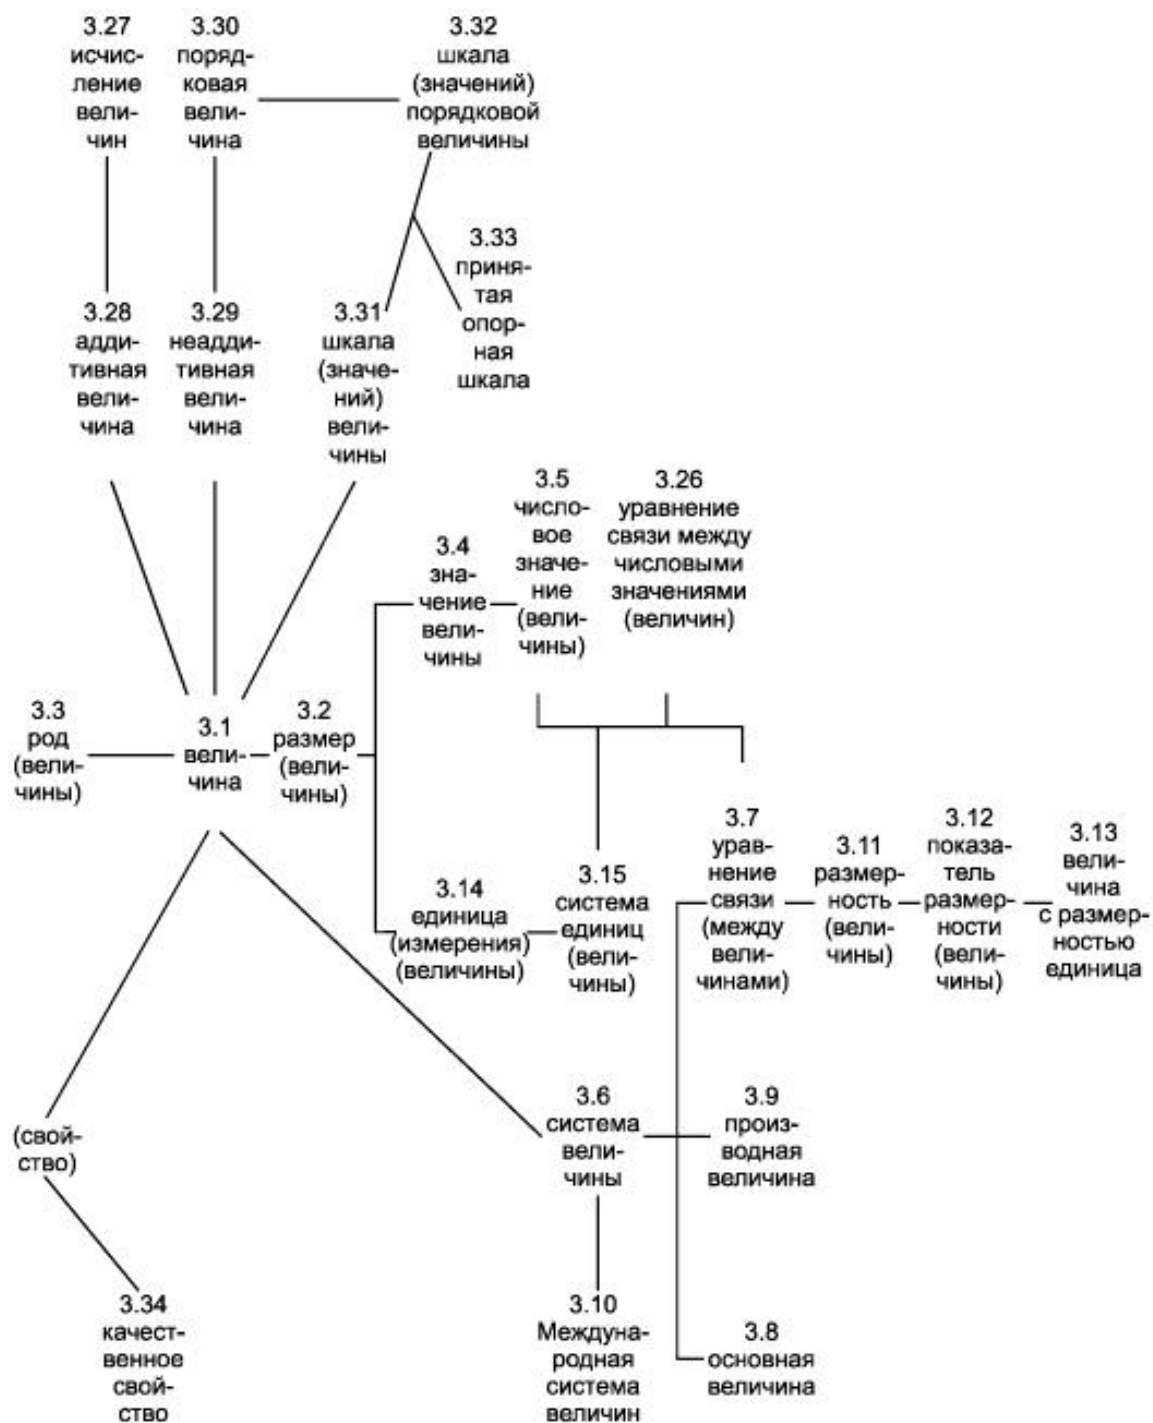 3.27
исчис-
ление
вели-
чин
3.30
поряд-
ковая
вели-
чина
3.32
шкала
(значений)
порядковой
величины
3.33
приня-
тая
опор-
ная
шкала
3.28
адди-
тивная
вели-
чина
3.29
неадди-
тивная
вели-
чина
3.31
шкала
(значе-
ний)
вели-
чины
3.5
число-
вое
значе-
ние
(вели-
чины)
3.26
уравнение
связи между
числовыми
значениями
(величин)
3.4
зна-
чение
вели-
чины
3.3
род
(вели-
чины)
3.1
вели-
чина
3.2
размер
(вели-
чины)
3.14
единица
(измерения)
(величины)
3.15
система
единиц
(вели-
чины)
3.7
урав-
нение
связи
(между
вели-
чинами)
3.11
размер-
ность
(вели-
чины)
3.12
показа-
тель
размер-
ности
(вели-
чины)
3.13
вели-
чина
с размер-
ностью
единица
(свой-
ство)
3.6
система
вели-
чины
3.9
произ-
водная
величина
3.34
качест-
венное
свой-
ство
3.10
Междуна-
родная
система
величин
3.8
основная
величина